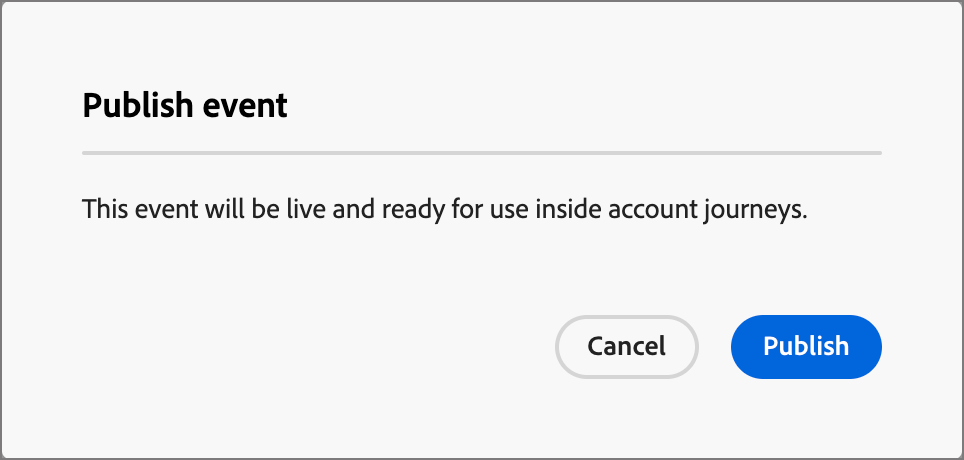 Publish event
This event will be live and ready for use inside account journeys.
Cancel
Publish